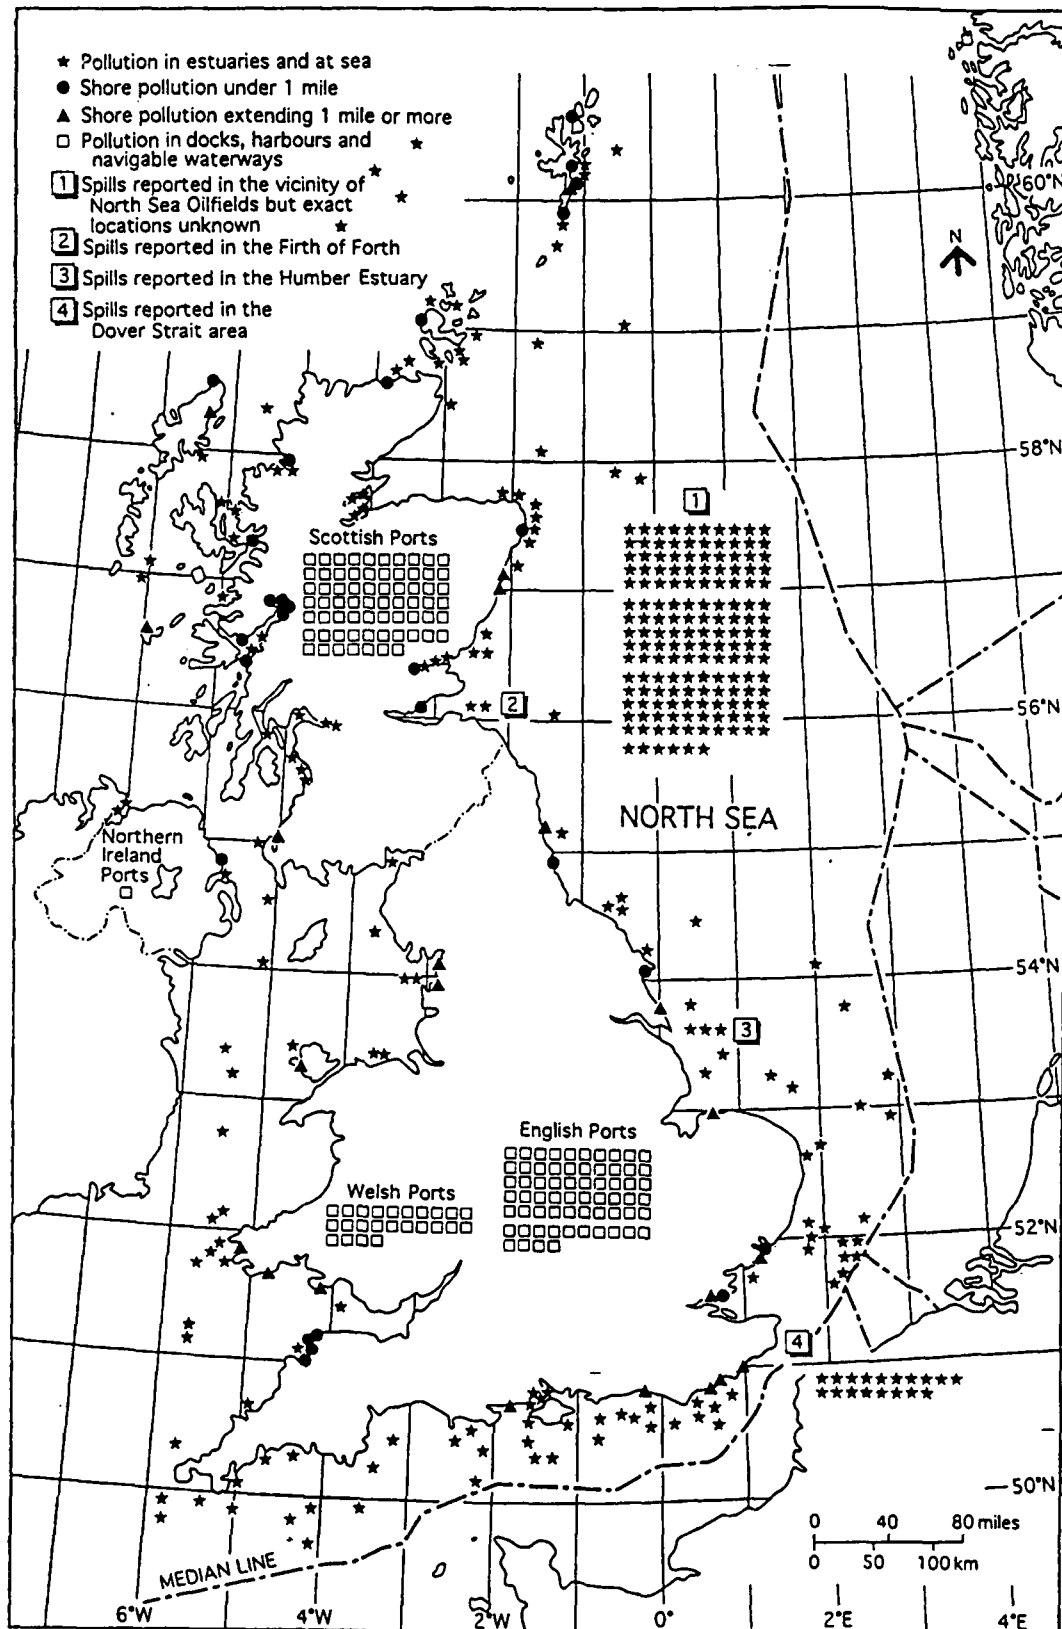 Pollution in estuaries and at sea
Shore pollution under 1 mile
Shore pollution extending 1 mile or more
Pollution in docks, harbours and
navigable waterways
1 Spills reported in the vicinity of
North Sea Oilfields but exact
locations unknown
2 Spills reported in the Firth of Forth
3 Spills reported in the Humber Estuary
4 Spills reported in the
Dover Strait area
60°N
N
58°N
1
Scottish Ports
2
56°N
NORTH SEA
Northern
Ireland
Ports
54°N
3
English Ports
Welsh Ports
52°N
4
50°N
0 40 80 miles
0 50 100 km
MEDIAN LINE
6°W 4°W 2°W 0° 2°E 4°E